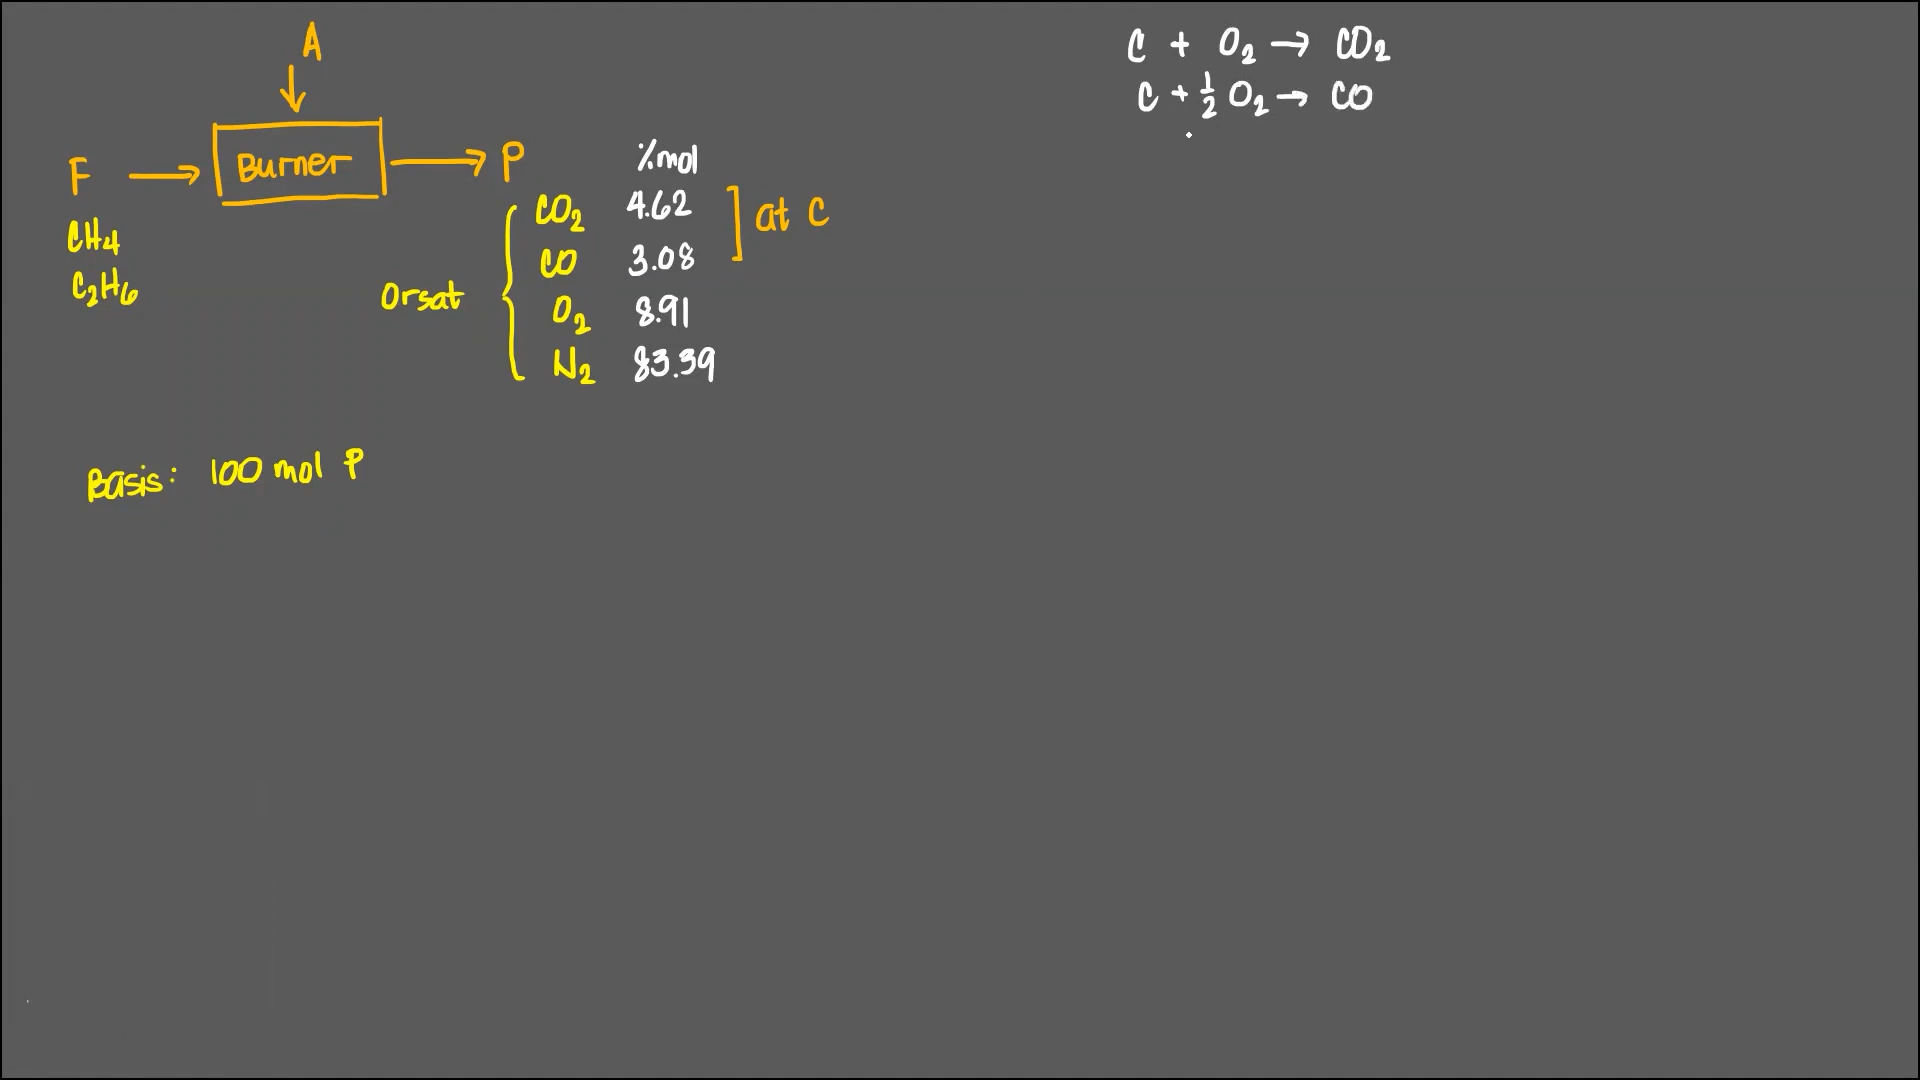 A
F → Burner → P
CH₄
C₂H₆
Orsat
%mol
CO₂ 4.62
CO 3.08
O₂ 8.91
N₂ 83.39
at C
Basis: 100 mol P
C + O₂ → CO₂
C + ½ O₂ → CO